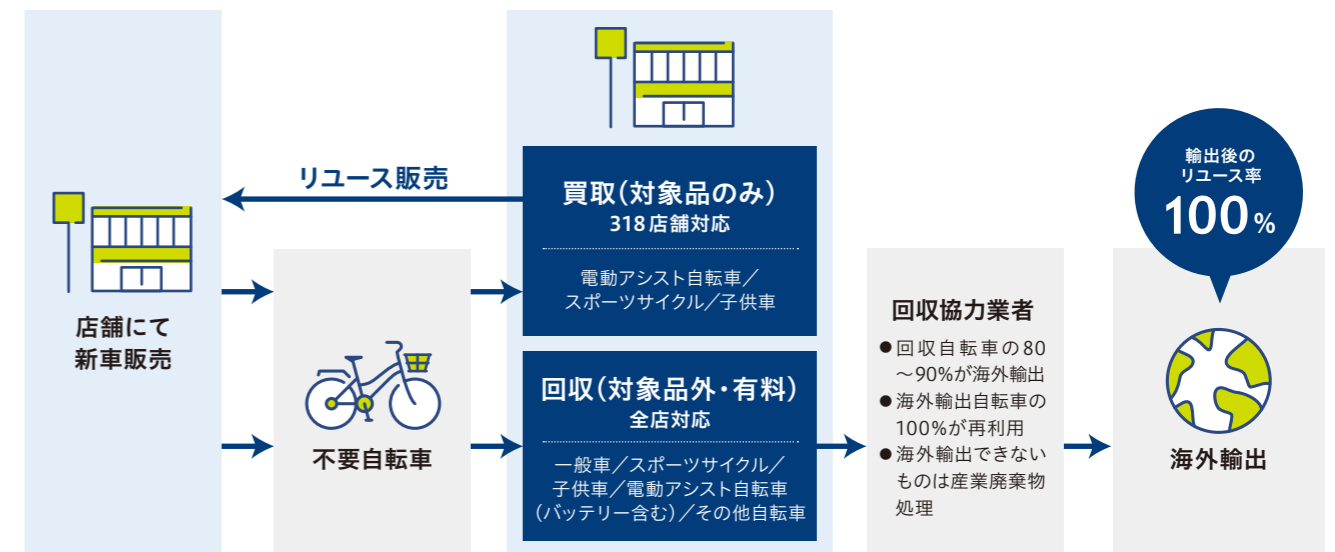 店舗にて
新車販売
リユース販売
不要自転車
買取（対象品のみ）
318店舗対応
電動アシスト自転車／
スポーツサイクル／子供車
回収（対象品外・有料）
全店対応
一般車／スポーツサイクル／
子供車／電動アシスト自転車
（バッテリー含む）／その他自転車
回収協力業者
●回収自転車の80
～90%が海外輸出
●海外輸出自転車の
100%が再利用
●海外輸出できない
ものは産業廃棄物
処理
輸出後の
リユース率
100%
海外輸出